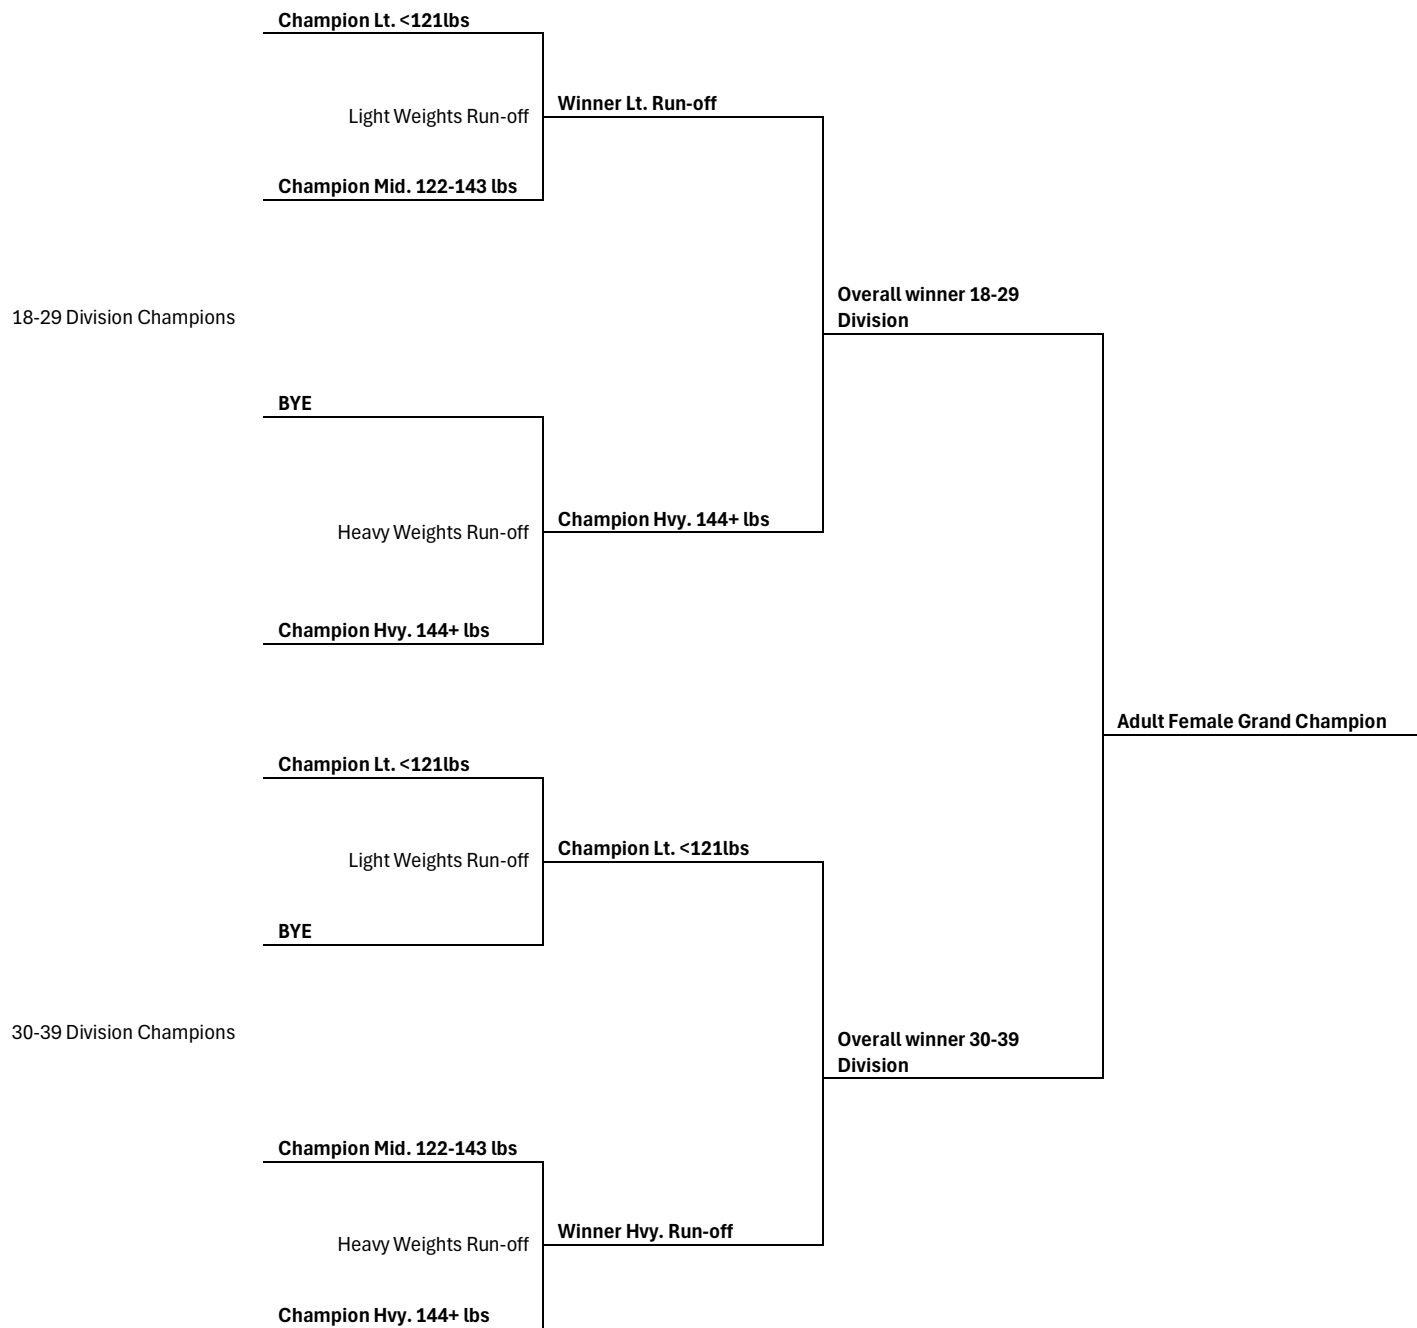 Champion Lt. <121lbs
Light Weights Run-off
Winner Lt. Run-off
Champion Mid. 122-143 lbs
18-29 Division Champions
Overall winner 18-29
Division
BYE
Heavy Weights Run-off
Champion Hvy. 144+ lbs
Champion Hvy. 144+ lbs
Adult Female Grand Champion
Champion Lt. <121lbs
Light Weights Run-off
Champion Lt. <121lbs
BYE
30-39 Division Champions
Overall winner 30-39
Division
Champion Mid. 122-143 lbs
Heavy Weights Run-off
Winner Hvy. Run-off
Champion Hvy. 144+ lbs